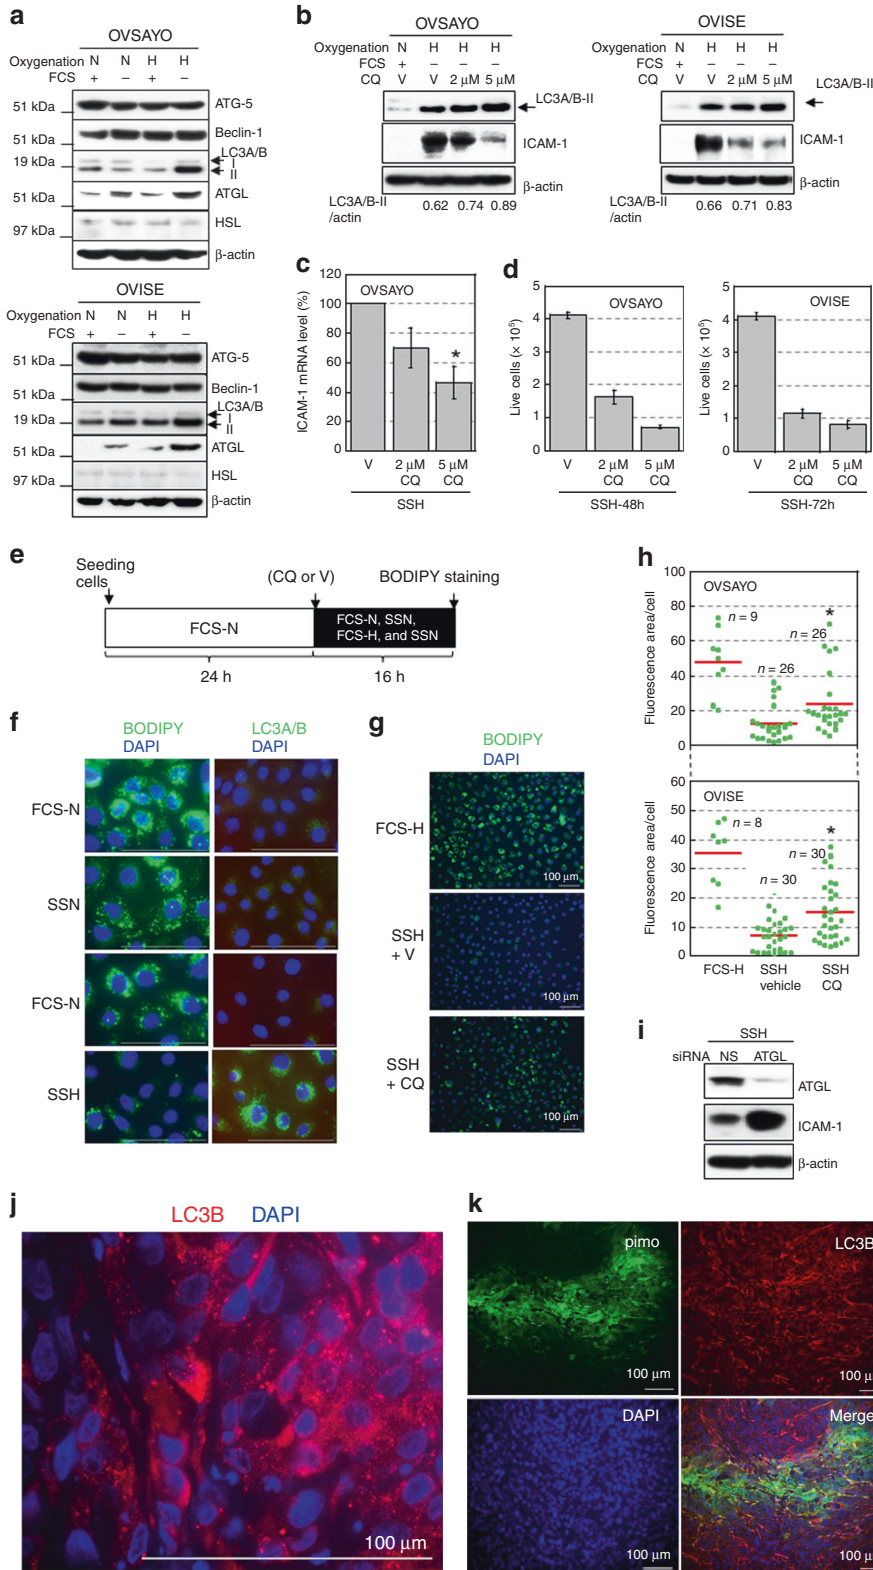 a
OVSAYO
Oxygenation N N H H
FCS + − + −
51 kDa ATG-5
51 kDa Beclin-1
19 kDa LC3A/B
I
II
51 kDa ATGL
97 kDa HSL
β-actin
OVISE
Oxygenation N N H H
FCS + − + −
51 kDa ATG-5
51 kDa Beclin-1
19 kDa LC3A/B
I
II
51 kDa ATGL
97 kDa HSL
β-actin
b
OVSAYO
Oxygenation N H H H
FCS + − − −
CQ V V 2 μM 5 μM
LC3A/B-II
ICAM-1
β-actin
LC3A/B-II
/actin 0.62 0.74 0.89
OVISE
Oxygenation N H H H
FCS + − − −
CQ V V 2 μM 5 μM
LC3A/B-II
ICAM-1
β-actin
LC3A/B-II
/actin 0.66 0.71 0.83
c
ICAM-1 mRNA level (%)
120
100
80
60
40
20
0
OVSAYO
*
V 2 μM CQ 5 μM CQ
SSH
d
Live cells (× 10⁵)
5
4
3
2
1
0
OVSAYO
V 2 μM CQ 5 μM CQ
SSH-48h
Live cells (× 10⁵)
5
4
3
2
1
0
OVISE
V 2 μM CQ 5 μM CQ
SSH-72h
e
Seeding
cells
(CQ or V)
BODIPY staining
FCS-N
FCS-N, SSN,
FCS-H, and SSN
24 h
16 h
f
BODIPY
DAPI
LC3A/B
DAPI
FCS-N
SSN
FCS-N
SSH
g
BODIPY
DAPI
FCS-H
100 μm
SSH
+ V
100 μm
SSH
+ CQ
100 μm
h
Fluorescence area/cell
100
80
60
40
20
0
OVSAYO
n = 9
n = 26
n = 26
*
Fluorescence area/cell
60
50
40
30
20
10
0
OVISE
n = 8
n = 30
n = 30
*
FCS-H
SSH
vehicle
SSH
CQ
i
SSH
siRNA NS ATGL
ATGL
ICAM-1
β-actin
j
LC3B DAPI
100 μm
k
pimo
100 μm
LC3B
100 μm
DAPI
100 μm
Merge
100 μm